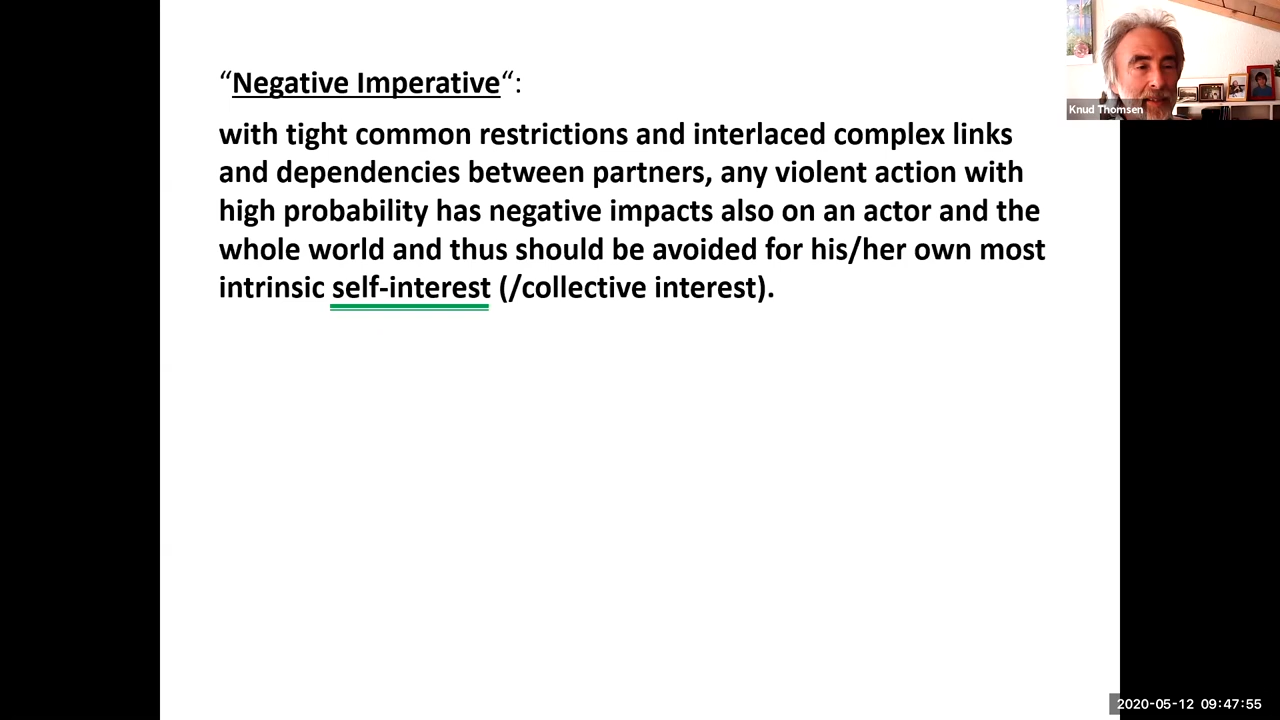 “Negative Imperative“:
with tight common restrictions and interlaced complex links
and dependencies between partners, any violent action with
high probability has negative impacts also on an actor and the
whole world and thus should be avoided for his/her own most
intrinsic self-interest (/collective interest).
Knud Thomsen
2020-05-12 09:47:55